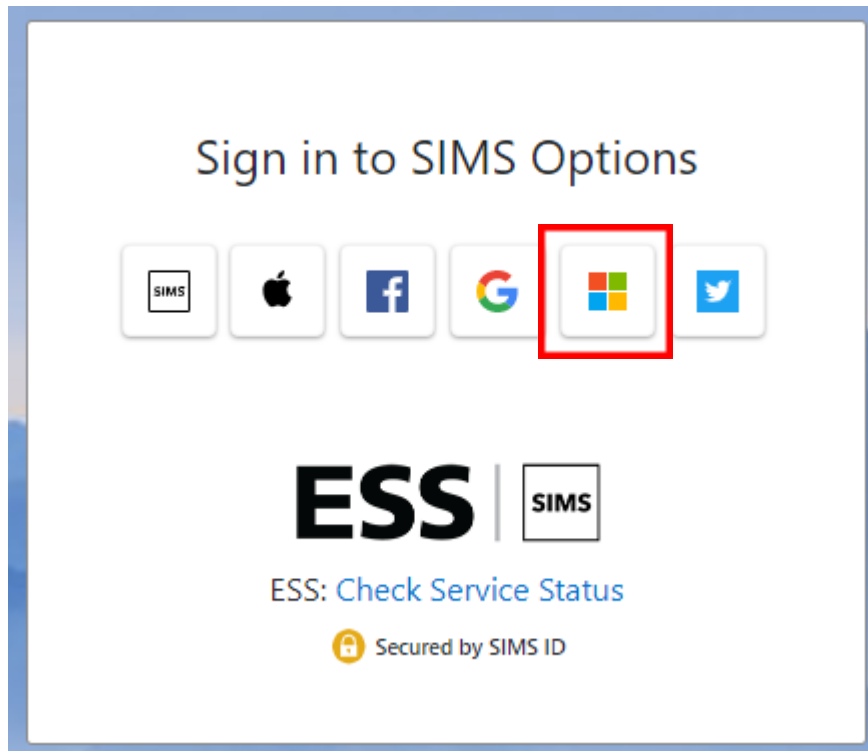 Sign in to SIMS Options
SIMS
ESS SIMS
ESS: Check Service Status
Secured by SIMS ID